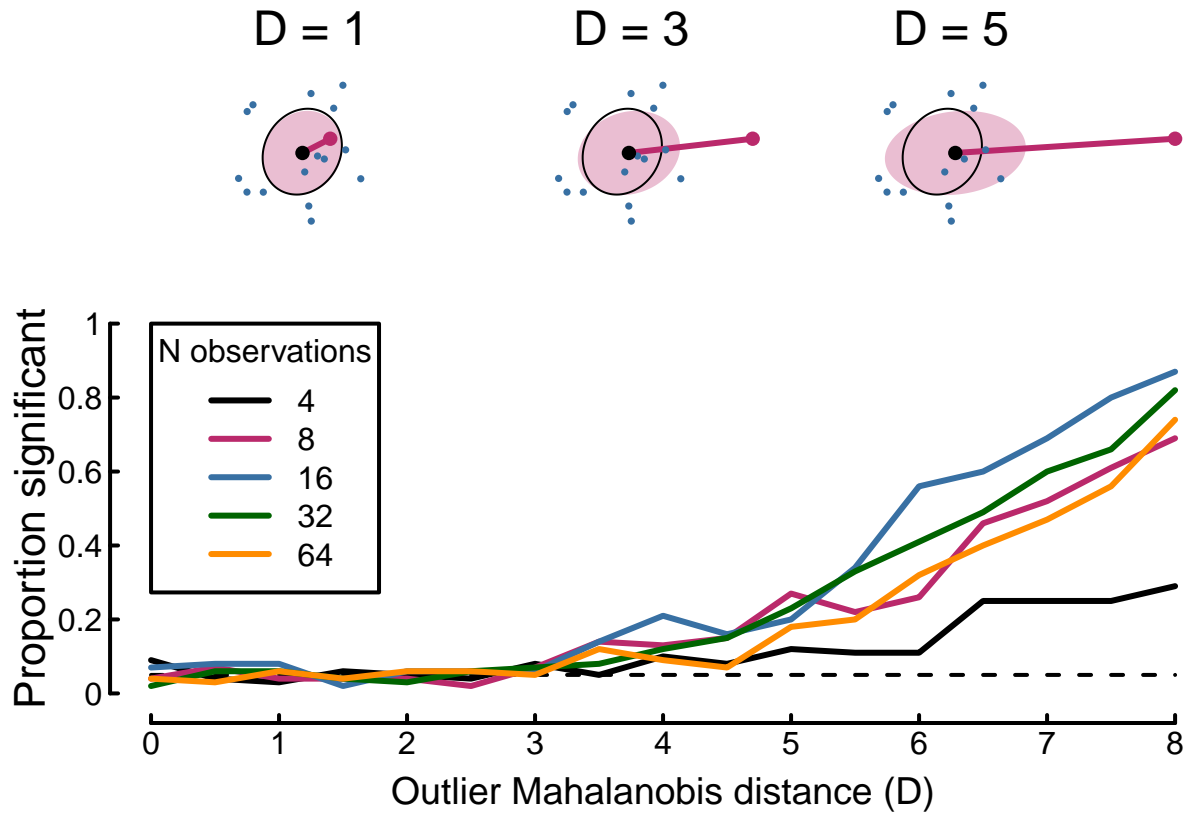 D = 1
D = 3
D = 5
Proportion significant
1
0.8
0.6
0.4
0.2
0
N observations
4
8
16
32
64
0 1 2 3 4 5 6 7 8
Outlier Mahalanobis distance (D)